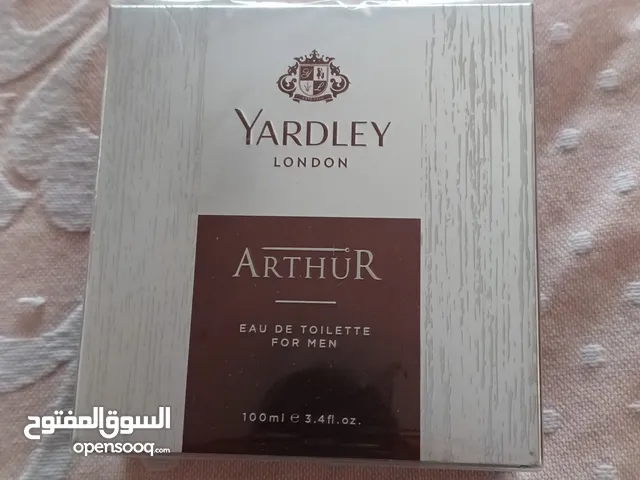 YARDLEY
LONDON
ARTHUR
EAU DE TOILETTE
FOR MEN
100ml e 3.4fl.oz.
السوق المفتوح
opensooq.com